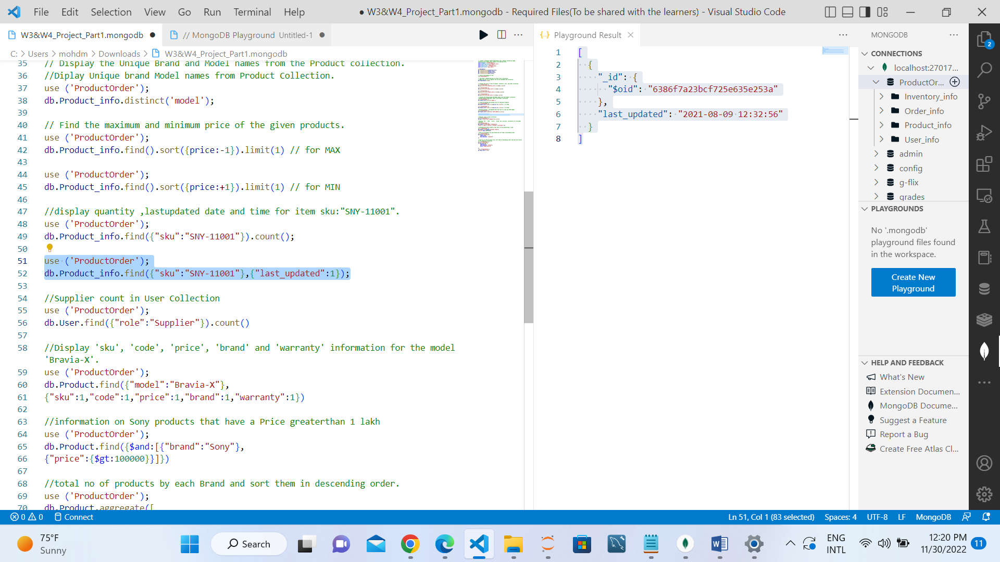 File Edit Selection View Go Run Terminal Help
● W3&W4_Project_Part1.mongodb - Required Files(To be shared with the learners) - Visual Studio Code
W3&W4_Project_Part1.mongodb ●
// MongoDB Playground Untitled-1 ●
C: > Users > mohdm > Downloads > W3&W4_Project_Part1.mongodb
35 // Display the Unique Brand and Model names from the Product collection.
36 //Diplay Unique brand Model names from Product Collection.
37 use ('ProductOrder');
38 db.Product_info.distinct('model');
39
40 // Find the maximum and minimum price of the given products.
41 use ('ProductOrder');
42 db.Product_info.find().sort({price:-1}).limit(1) // for MAX
43
44 use ('ProductOrder');
45 db.Product_info.find().sort({price:+1}).limit(1) // for MIN
46
47 //display quantity ,lastupdated date and time for item sku:"SNY-11001".
48 use ('ProductOrder');
49 db.Product_info.find({"sku":"SNY-11001"}).count();
50
51 use ('ProductOrder');
52 db.Product_info.find({"sku":"SNY-11001"},{"last_updated":1});
53
54 //Supplier count in User Collection
55 use ('ProductOrder');
56 db.User.find({"role":"Supplier"}).count()
57
58 //Display 'sku', 'code', 'price', 'brand' and 'warranty' information for the model
'Bravia-X'.
59 use ('ProductOrder');
60 db.Product.find({"model":"Bravia-X"},
61 {"sku":1,"code":1,"price":1,"brand":1,"warranty":1})
62
63 //information on Sony products that have a Price greaterthan 1 lakh
64 use ('ProductOrder');
65 db.Product.find({$and:[{"brand":"Sony"},
66 {"price":{$gt:100000}}]})
67
68 //total no of products by each Brand and sort them in descending order.
69 use ('ProductOrder');
70 db.Product.aggregate([
Playground Result
1 [
2 {
3 "_id": {
4 "$oid": "6386f7a23bcf725e635e253a"
5 },
6 "last_updated": "2021-08-09 12:32:56"
7 }
8 ]
MONGODB
CONNECTIONS
localhost:27017...
ProductOr...
Inventory_info
Order_info
Product_info
User_info
admin
config
g-flix
grades
PLAYGROUNDS
No '.mongodb'
playground files found
in the workspace.
Create New
Playground
HELP AND FEEDBACK
What's New
Extension Documen...
MongoDB Docume...
Suggest a Feature
Report a Bug
Create Free Atlas Cl...
2
0 0 Connect
Ln 51, Col 1 (83 selected) Spaces: 4 UTF-8 LF MongoDB
75°F
Sunny
Search
W
ENG
INTL
12:20 PM
11/30/2022
11